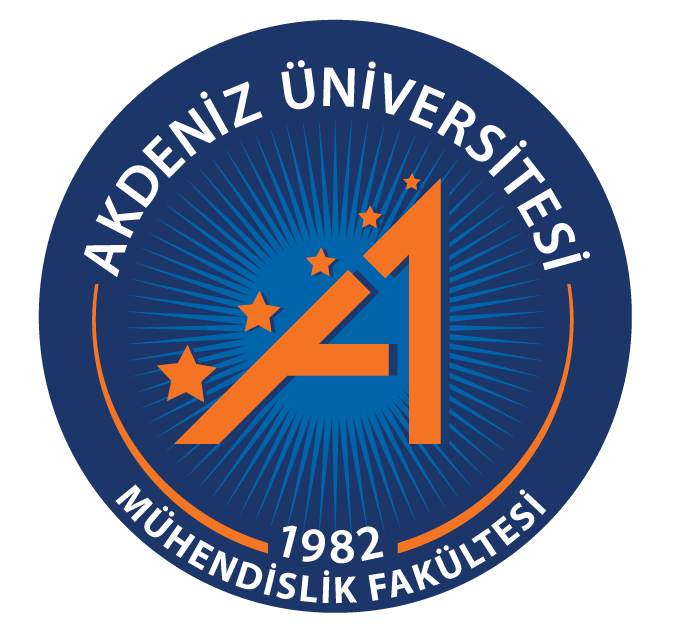 AKDENİZ ÜNİVERSİTESİ
1982
MÜHENDİSLİK FAKÜLTESİ